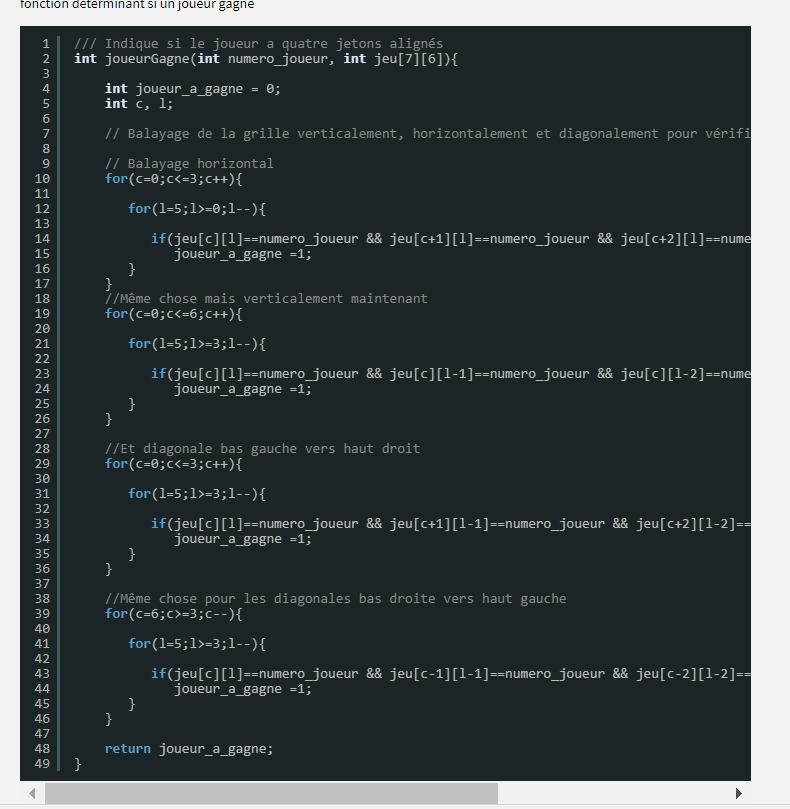 fonction déterminant si un joueur gagne
1 /// Indique si le joueur a quatre jetons alignés
2 int joueurGagne(int numero_joueur, int jeu[7][6]){
3
4 int joueur_a_gagne = 0;
5 int c, l;
6
7 // Balayage de la grille verticalement, horizontalement et diagonalement pour vérifi
8
9 // Balayage horizontal
10 for(c=0;c<=3;c++){
11
12 for(l=5;l>=0;l--){
13
14 if(jeu[c][l]==numero_joueur && jeu[c+1][l]==numero_joueur && jeu[c+2][l]==nume
15 joueur_a_gagne =1;
16 }
17 }
18 //Même chose mais verticalement maintenant
19 for(c=0;c<=6;c++){
20
21 for(l=5;l>=3;l--){
22
23 if(jeu[c][l]==numero_joueur && jeu[c][l-1]==numero_joueur && jeu[c][l-2]==nume
24 joueur_a_gagne =1;
25 }
26 }
27
28 //Et diagonale bas gauche vers haut droit
29 for(c=0;c<=3;c++){
30
31 for(l=5;l>=3;l--){
32
33 if(jeu[c][l]==numero_joueur && jeu[c+1][l-1]==numero_joueur && jeu[c+2][l-2]==
34 joueur_a_gagne =1;
35 }
36 }
37
38 //Même chose pour les diagonales bas droite vers haut gauche
39 for(c=6;c>=3;c--){
40
41 for(l=5;l>=3;l--){
42
43 if(jeu[c][l]==numero_joueur && jeu[c-1][l-1]==numero_joueur && jeu[c-2][l-2]==
44 joueur_a_gagne =1;
45 }
46 }
47
48 return joueur_a_gagne;
49 }